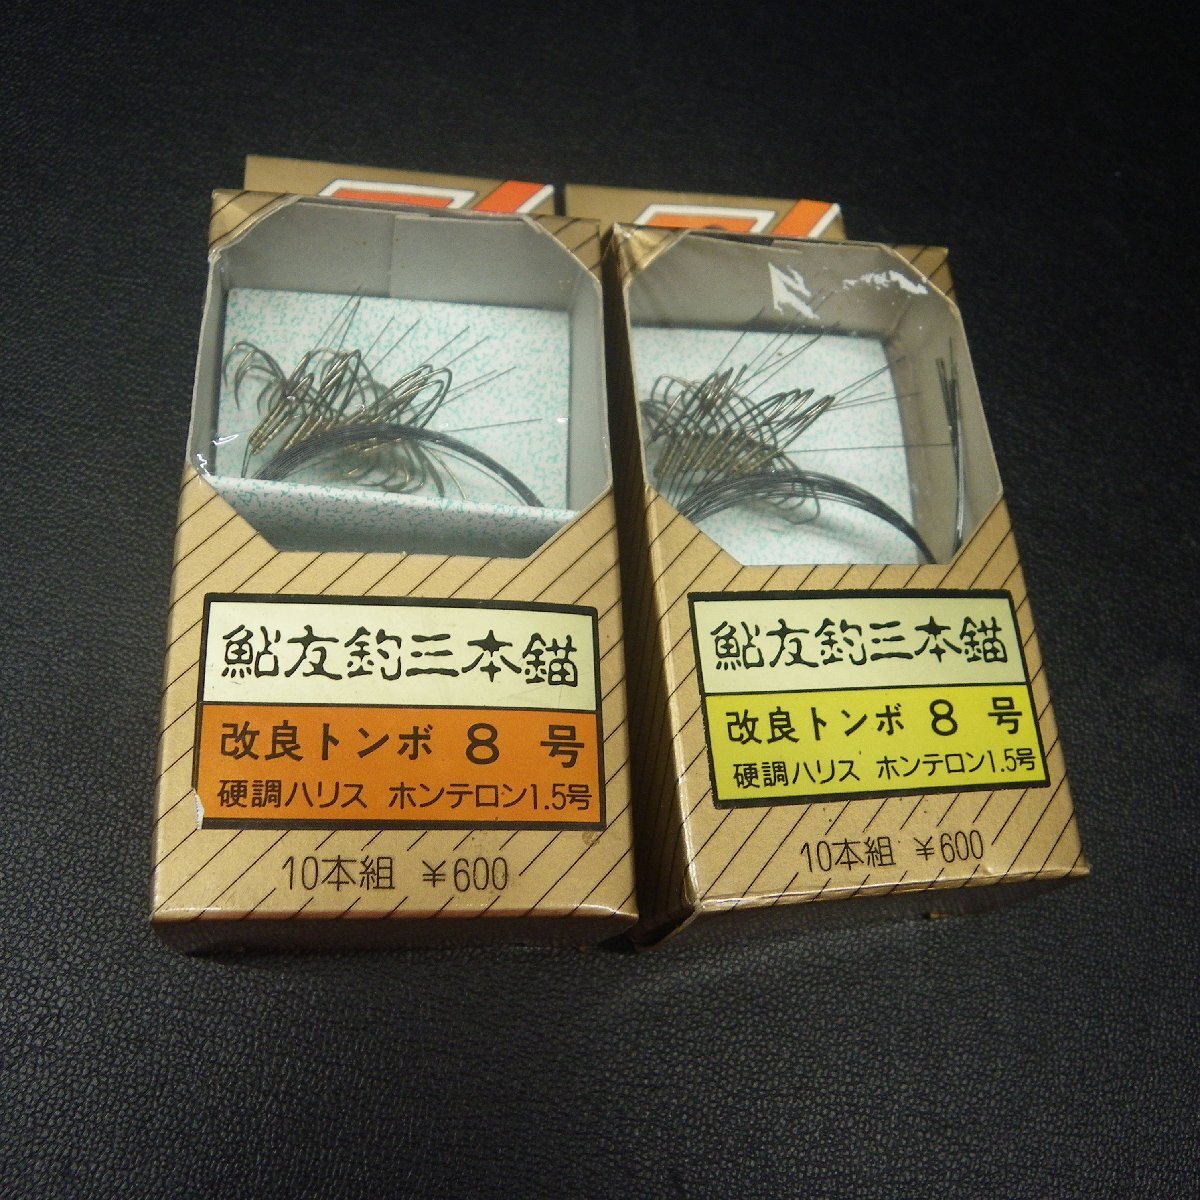 鮎友釣三本錨
改良トンボ 8 号
硬調ハリス ホンテロン1.5号
10本組 ¥600
鮎友釣三本錨
改良トンボ 8 号
硬調ハリス ホンテロン1.5号
10本組 ¥600